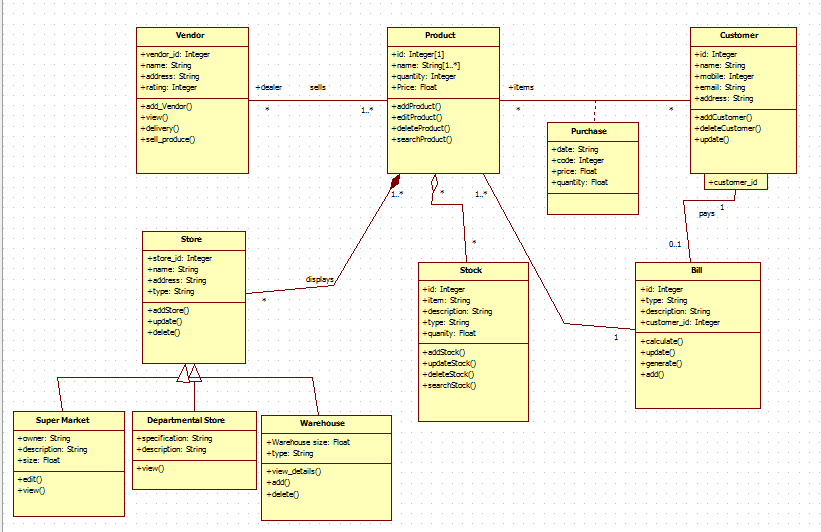 Vendor
+vendor_id: Integer
+name: String
+address: String
+rating: Integer
+add_Vendor()
+view()
+delivery()
+sell_produce()
+dealer
sells
*
1..*
Product
+id: Integer[1]
+name: String[1..*]
+quantity: Integer
+Price: Float
+addProduct()
+editProduct()
+deleteProduct()
+searchProduct()
+items
*
*
Customer
+id: Integer
+name: String
+mobile: Integer
+email: String
+address: String
+addCustomer()
+deleteCustomer()
+update()
+customer_id
Purchase
+date: String
+code: Integer
+price: Float
+quantity: Float
1..*
*
1..*
1
pays
0..1
Store
+store_id: Integer
+name: String
+address: String
+type: String
+addStore()
+update()
+delete()
displays
*
*
Stock
+id: Integer
+item: String
+description: String
+type: String
+quanity: Float
+addStock()
+updateStock()
+deleteStock()
+searchStock()
1
Bill
+id: Integer
+type: String
+description: String
+customer_id: Integer
+calculate()
+update()
+generate()
+add()
Super Market
+owner: String
+description: String
+size: Float
+edit()
+view()
Departmental Store
+specification: String
+description: String
+view()
Warehouse
+Warehouse size: Float
+type: String
+view_details()
+add()
+delete()